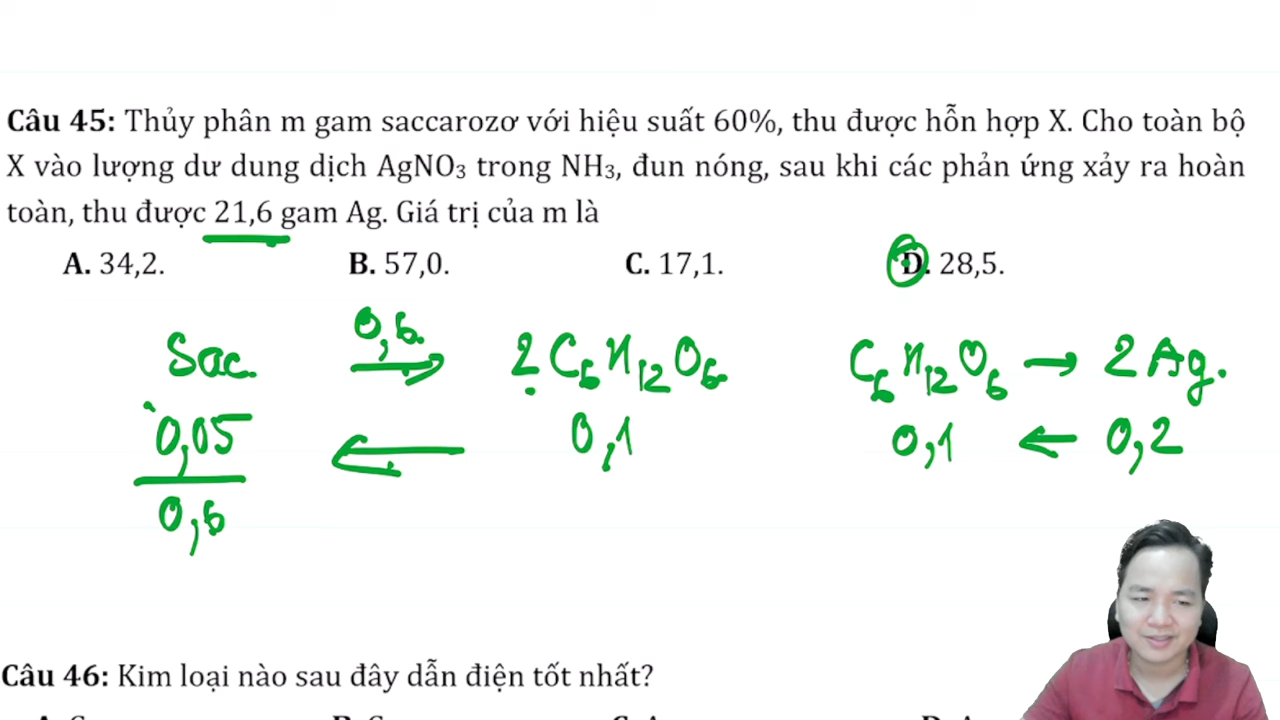 Câu 45: Thủy phân m gam saccarozơ với hiệu suất 60%, thu được hỗn hợp X. Cho toàn bộ
X vào lượng dư dung dịch AgNO₃ trong NH₃, đun nóng, sau khi các phản ứng xảy ra hoàn
toàn, thu được 21,6 gam Ag. Giá trị của m là
A. 34,2. B. 57,0. C. 17,1. D. 28,5.
Sac. 0,6 → 2C₆H₁₂O₆ C₆H₁₂O₆ → 2Ag.
0,05 ← 0,1 0,1 ← 0,2
0,6
Câu 46: Kim loại nào sau đây dẫn điện tốt nhất?